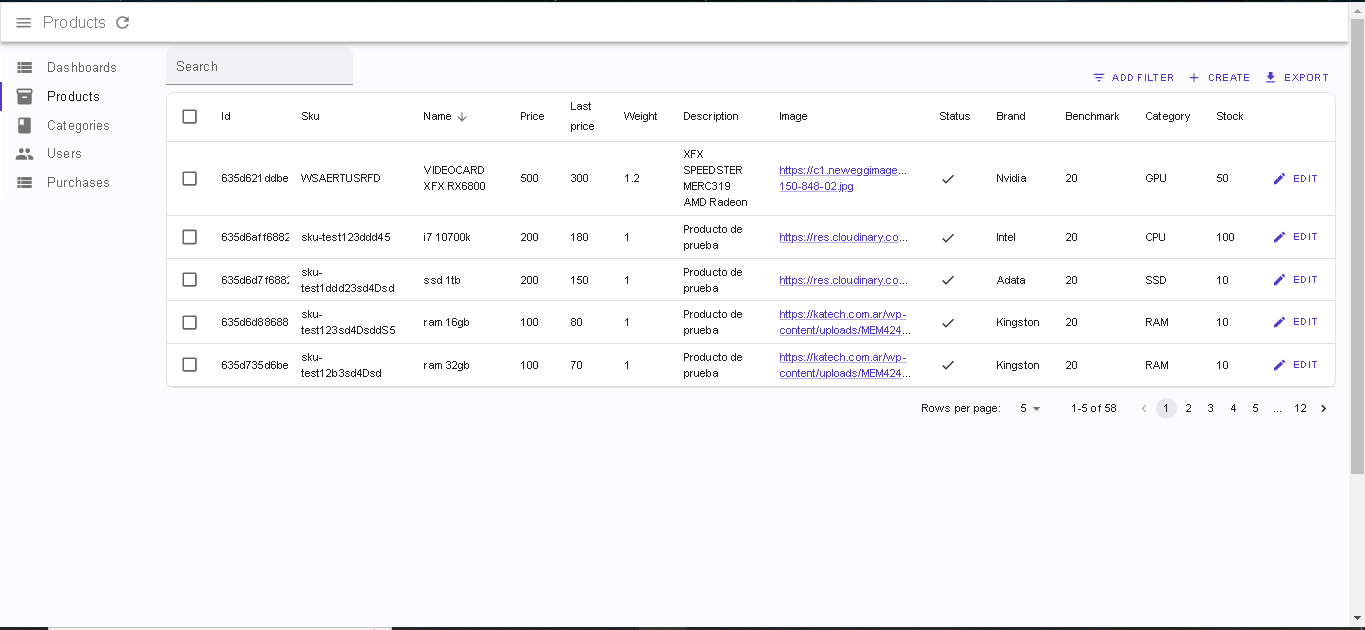 Products
Dashboards
Products
Categories
Users
Purchases
Search
ADD FILTER
CREATE
EXPORT
Id
Sku
Name
Price
Last
price
Weight
Description
Image
Status
Brand
Benchmark
Category
Stock
635d621ddbe
WSAERTUSRFD
VIDEOCARD
XFX RX6800
500
300
1.2
XFX
SPEEDSTER
MERC319
AMD Radeon
https://c1.neweggimage...
150-848-02.jpg
Nvidia
20
GPU
50
EDIT
635d6aff6882
sku-test123ddd45
i7 10700k
200
180
1
Producto de
prueba
https://res.cloudinary.co...
Intel
20
CPU
100
EDIT
635d6d7f6882
sku-
test1ddd23sd4Dsd
ssd 1tb
200
150
1
Producto de
prueba
https://res.cloudinary.co...
Adata
20
SSD
10
EDIT
635d6d88688
sku-
test123sd4DsddS5
ram 16gb
100
80
1
Producto de
prueba
https://katech.com.ar/wp-
content/uploads/MEM424...
Kingston
20
RAM
10
EDIT
635d735d6be
sku-
test12b3sd4Dsd
ram 32gb
100
70
1
Producto de
prueba
https://katech.com.ar/wp-
content/uploads/MEM424...
Kingston
20
RAM
10
EDIT
Rows per page: 5
1-5 of 58
1 2 3 4 5 ... 12